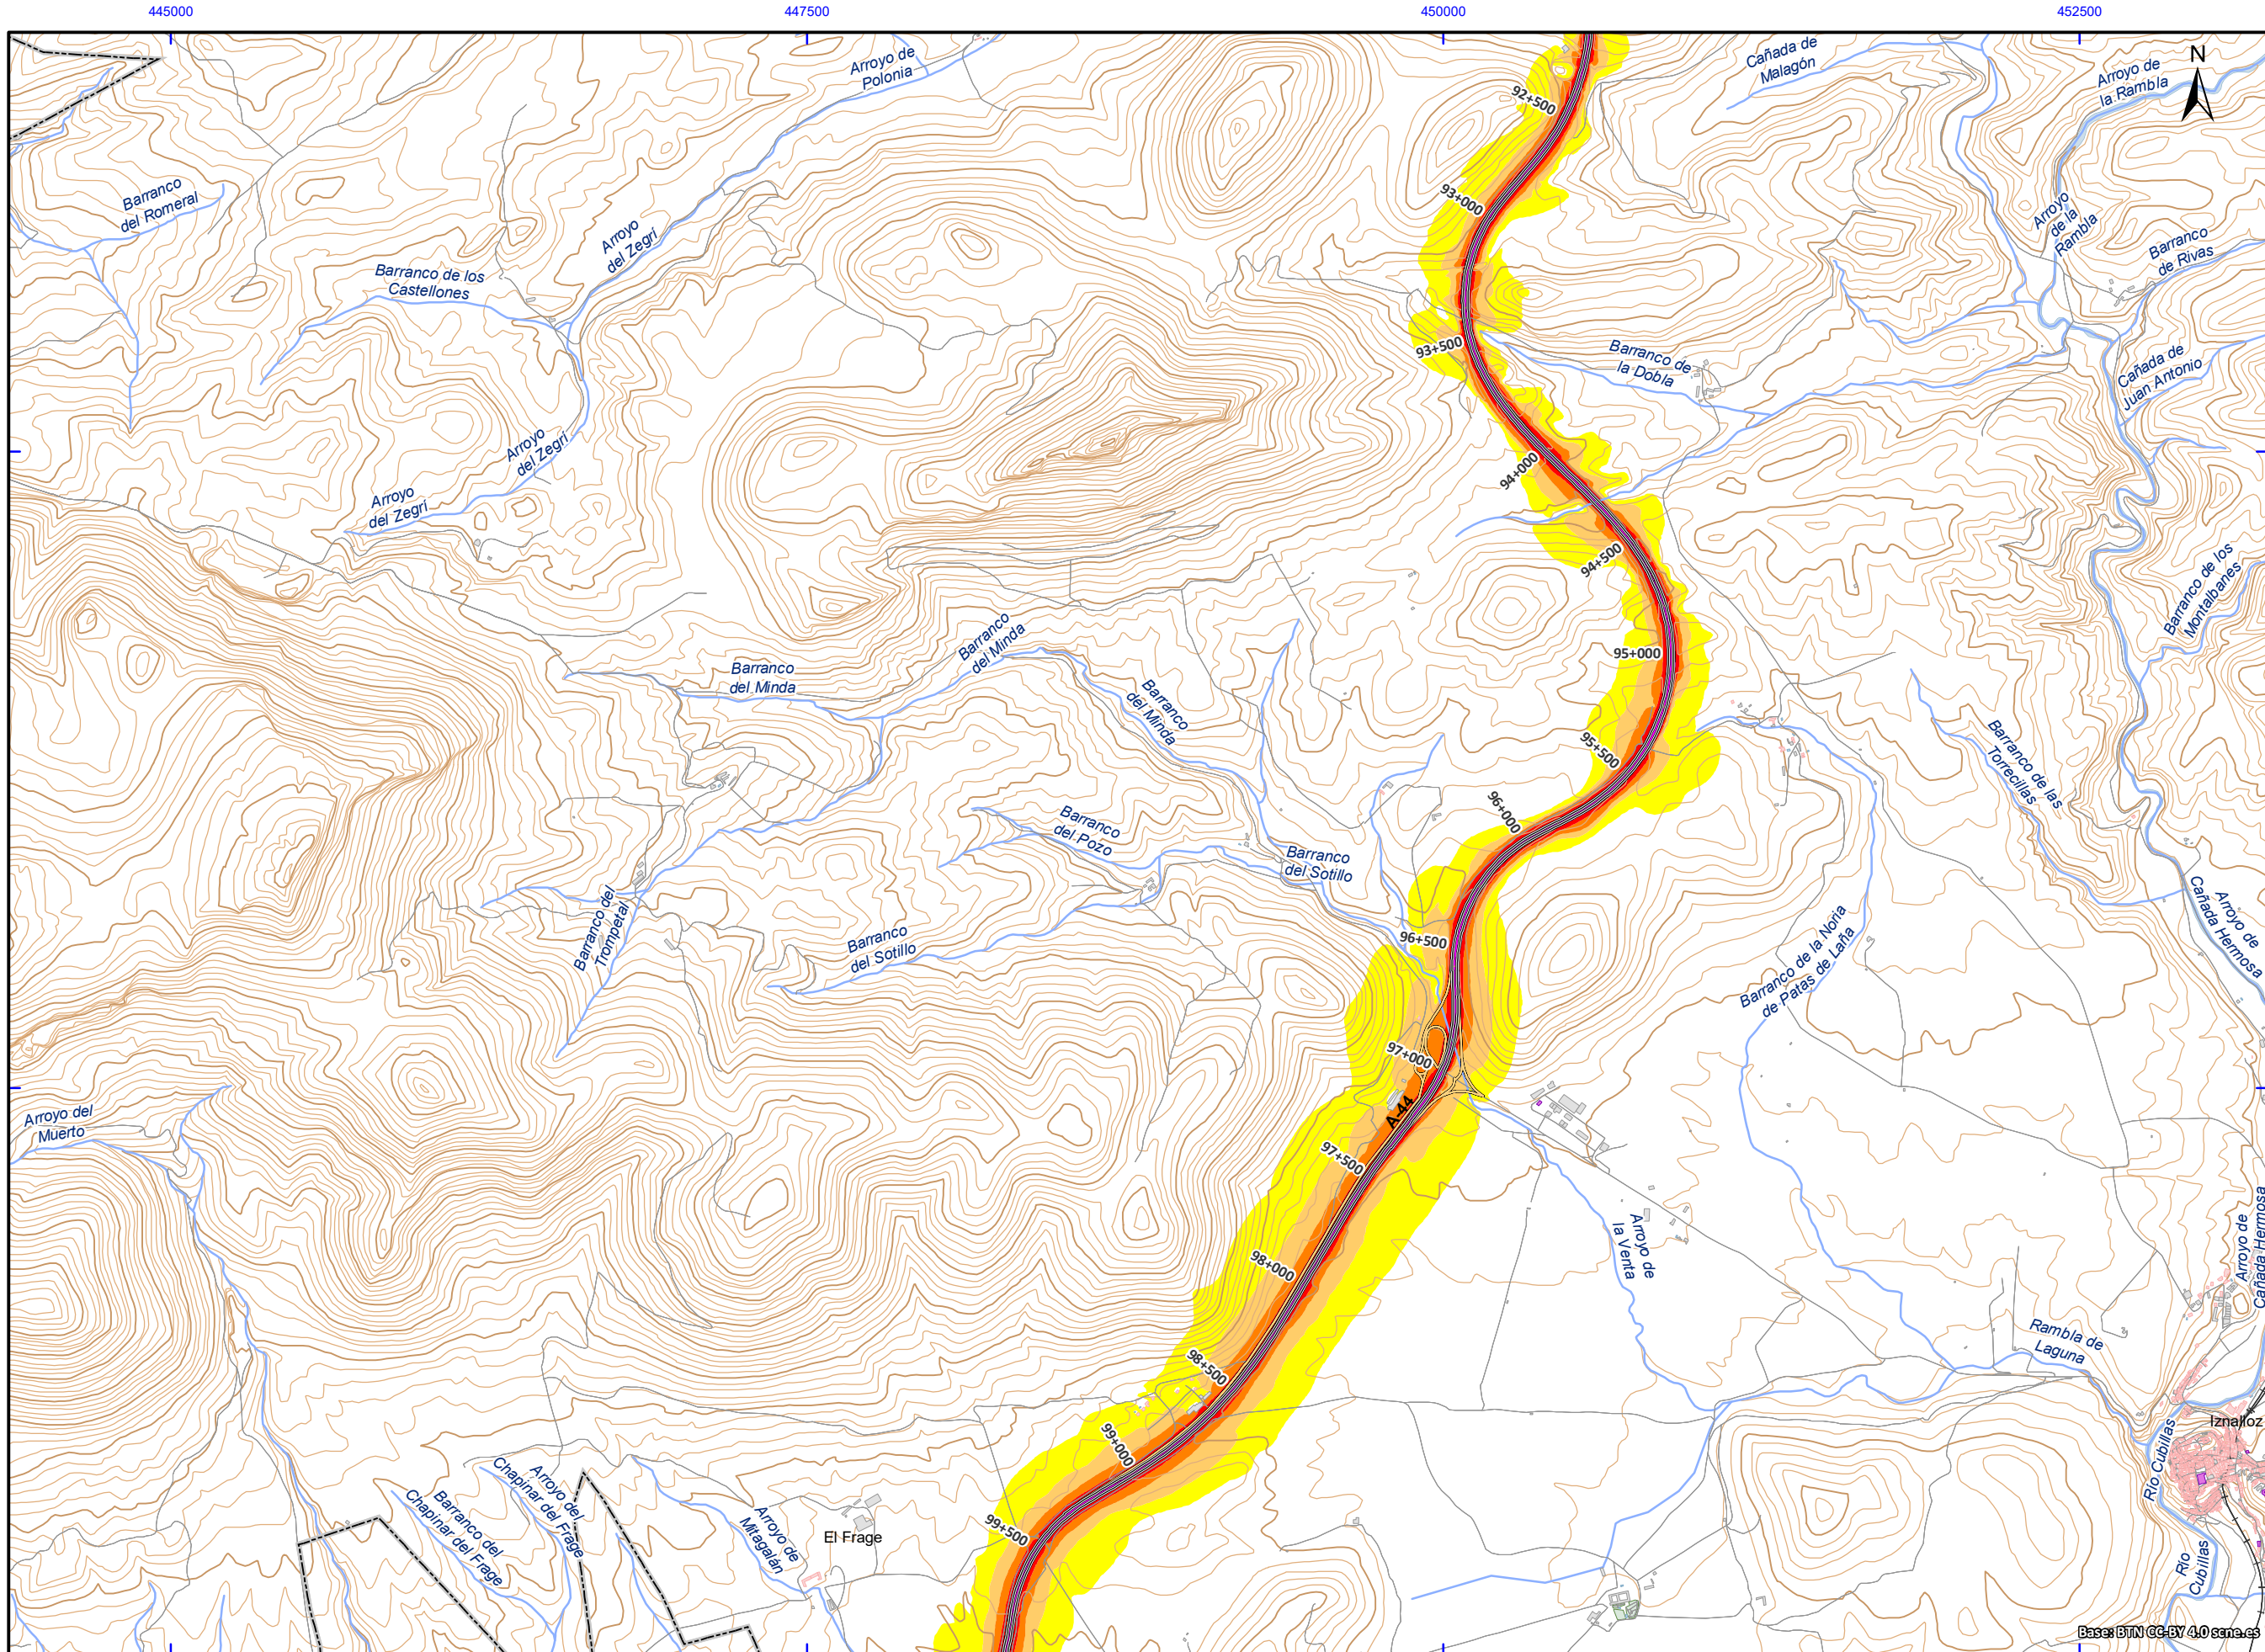 445000
447500
450000
452500
N
Arroyo de
Polonia
Cañada de
Malagón
Arroyo de
la Rambla
92+500
Barranco
del Romeral
93+000
Arroyo
de la
Rambla
Arroyo
del Zegrí
Barranco
de Rivas
Barranco de los
Castellones
93+500
Barranco de
la Dobla
Cañada de
Juan Antonio
Arroyo
del Zegrí
94+000
Arroyo
del Zegrí
94+500
Barranco de los
Montalbanes
Barranco
del Minda
95+000
Barranco
del Minda
Barranco
del Minda
95+500
Barranco de las
Torrecillas
96+000
Barranco
del Pozo
Barranco
del Sotillo
Barranco del
Trompetal
Barranco
del Sotillo
96+500
Barranco de la Noria
de Patas de Laña
Arroyo de
Cañada Hermosa
97+000
A-44
Arroyo del
Muerto
97+500
Arroyo de
la Venta
Arroyo de
Cañada Hermosa
98+000
Rambla de
Laguna
98+500
99+000
Iznalloz
Río Cubillas
Arroyo del
Chapinar del Frage
Barranco del
Chapinar del Frage
Arroyo de
Mitagalán
El Frage
99+500
Río
Cubillas
Base: BTN CC-BY 4.0 scne.es